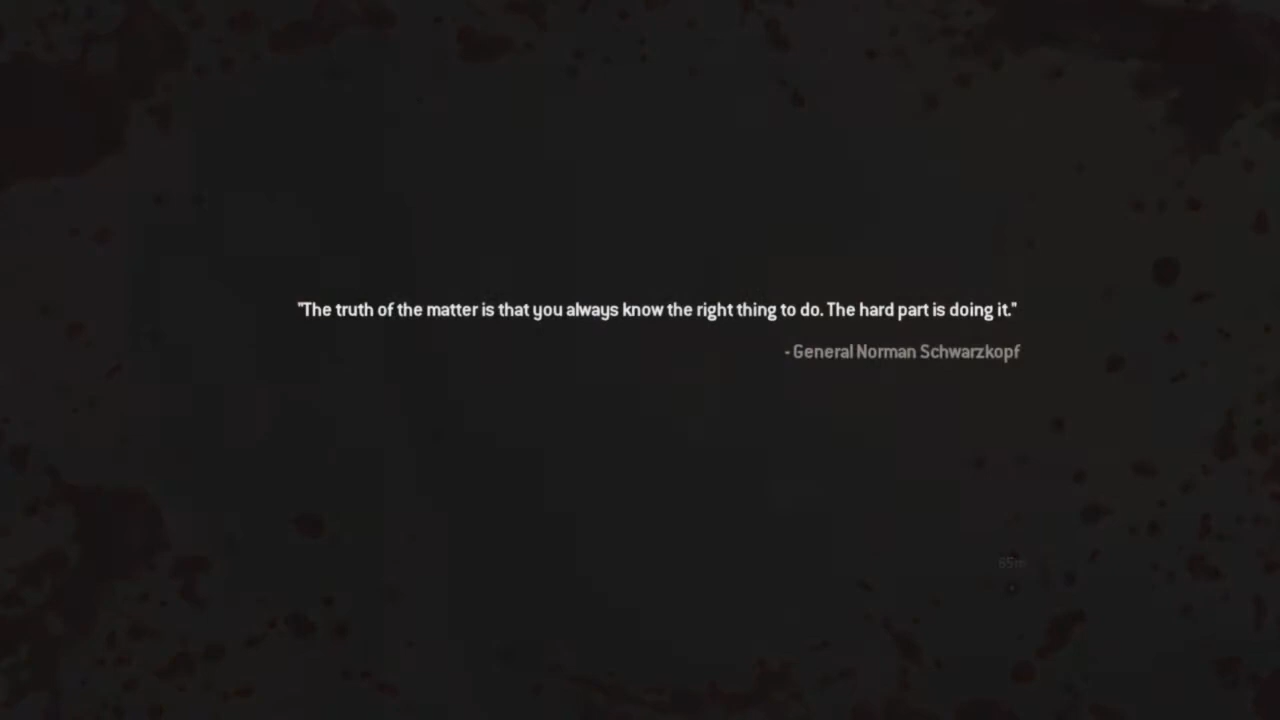 "The truth of the matter is that you always know the right thing to do. The hard part is doing it."
- General Norman Schwarzkopf